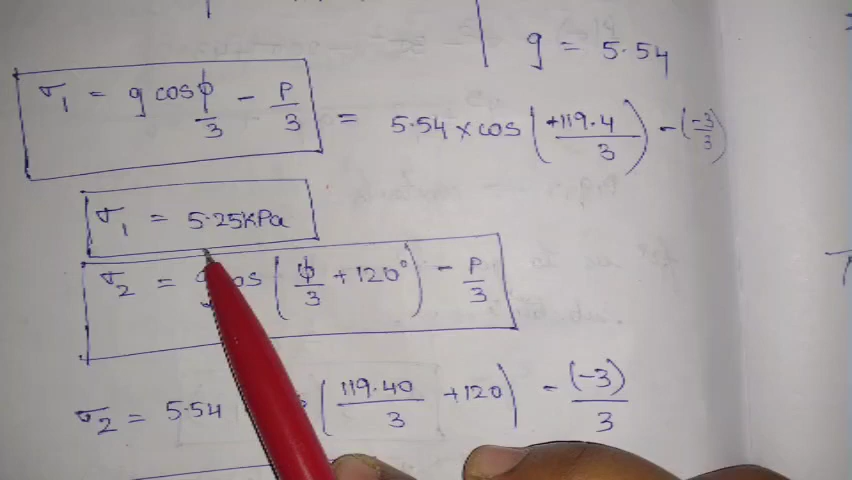 g = 5.54
σ1 = g cos φ/3 - P/3 = 5.54 x cos (+119.4/3) - (-3/3)
σ1 = 5.25KPa
σ2 = cos (φ/3 + 120°) - P/3
σ2 = 5.54 (119.40/3 + 120) - (-3)/3